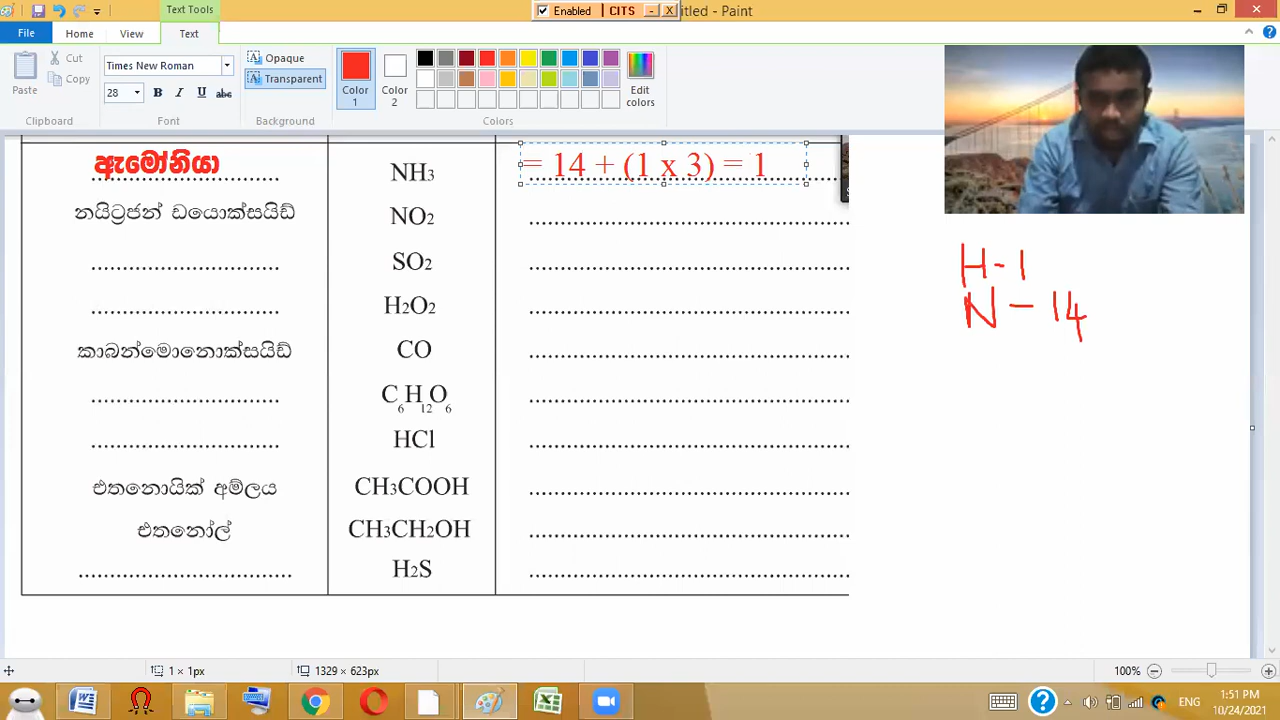 Text Tools
Enabled | CITS
ntitled - Paint
File Home View Text
Cut
Copy
Paste
Times New Roman
28
B I U abc
Opaque
Transparent
Color 1
Color 2
Edit colors
Clipboard Font Background Colors
ඇමෝනියා NH3 = 14 + (1 x 3) = 1
නයිට්‍රජන් ඩයොක්සයිඩ් NO2
SO2
H2O2
කාබන්මොනොක්සයිඩ් CO
C6H12O6
HCl
එතනොයික් අම්ලය CH3COOH
එතනෝල් CH3CH2OH
H2S
H - 1
N - 14
1 × 1px 1329 × 623px 100%
ENG 1:51 PM
10/24/2021